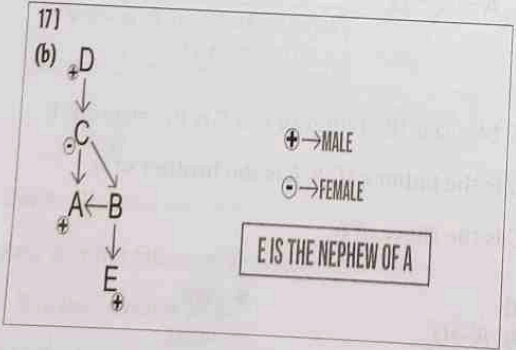 17]
(b)
⊕D
↓
⊖C
↓ ↘
A←B
⊕
↓
E
⊕
⊕→MALE
⊖→FEMALE
E IS THE NEPHEW OF A